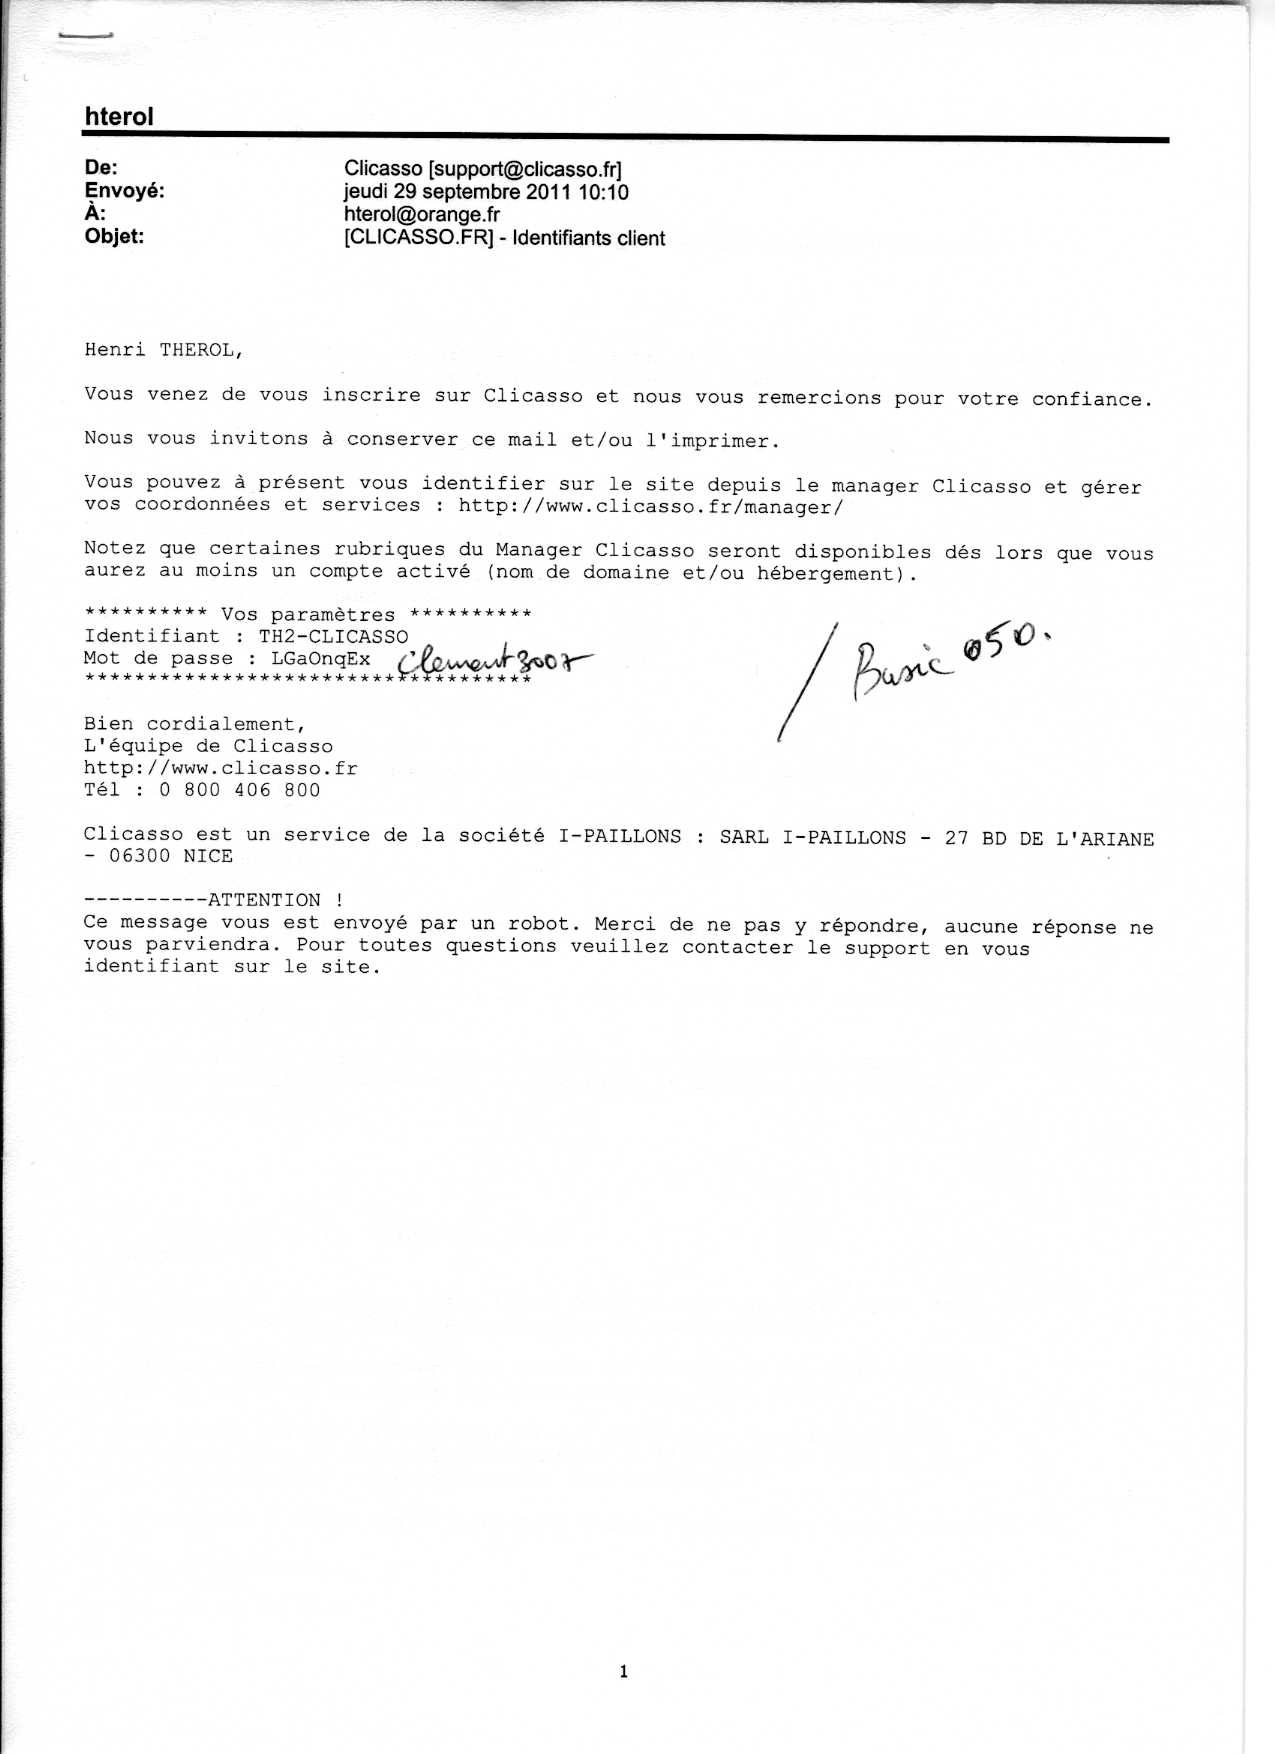 hterol
De: Clicasso [support@clicasso.fr]
Envoyé: jeudi 29 septembre 2011 10:10
À: hterol@orange.fr
Objet: [CLICASSO.FR] - Identifiants client
Henri THEROL,
Vous venez de vous inscrire sur Clicasso et nous vous remercions pour votre confiance.
Nous vous invitons à conserver ce mail et/ou l'imprimer.
Vous pouvez à présent vous identifier sur le site depuis le manager Clicasso et gérer
vos coordonnées et services : http://www.clicasso.fr/manager/
Notez que certaines rubriques du Manager Clicasso seront disponibles dés lors que vous
aurez au moins un compte activé (nom de domaine et/ou hébergement).
********** Vos paramètres **********
Identifiant : TH2-CLICASSO
Mot de passe : LGaOnqEx Clement3007 / Basic 050.
************************************
Bien cordialement,
L'équipe de Clicasso
http://www.clicasso.fr
Tél : 0 800 406 800
Clicasso est un service de la société I-PAILLONS : SARL I-PAILLONS - 27 BD DE L'ARIANE
- 06300 NICE
----------ATTENTION !
Ce message vous est envoyé par un robot. Merci de ne pas y répondre, aucune réponse ne
vous parviendra. Pour toutes questions veuillez contacter le support en vous
identifiant sur le site.
1